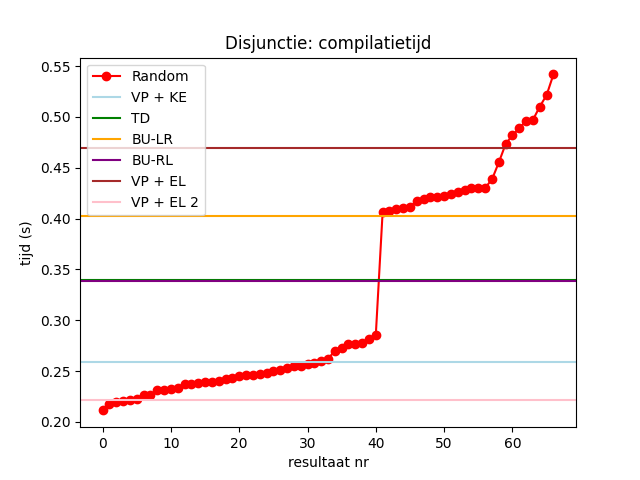 Disjunctie: compilatietijd
0.55
0.50
0.45
0.40
0.35
0.30
0.25
0.20
tijd (s)
Random
VP + KE
TD
BU-LR
BU-RL
VP + EL
VP + EL 2
0 10 20 30 40 50 60
resultaat nr